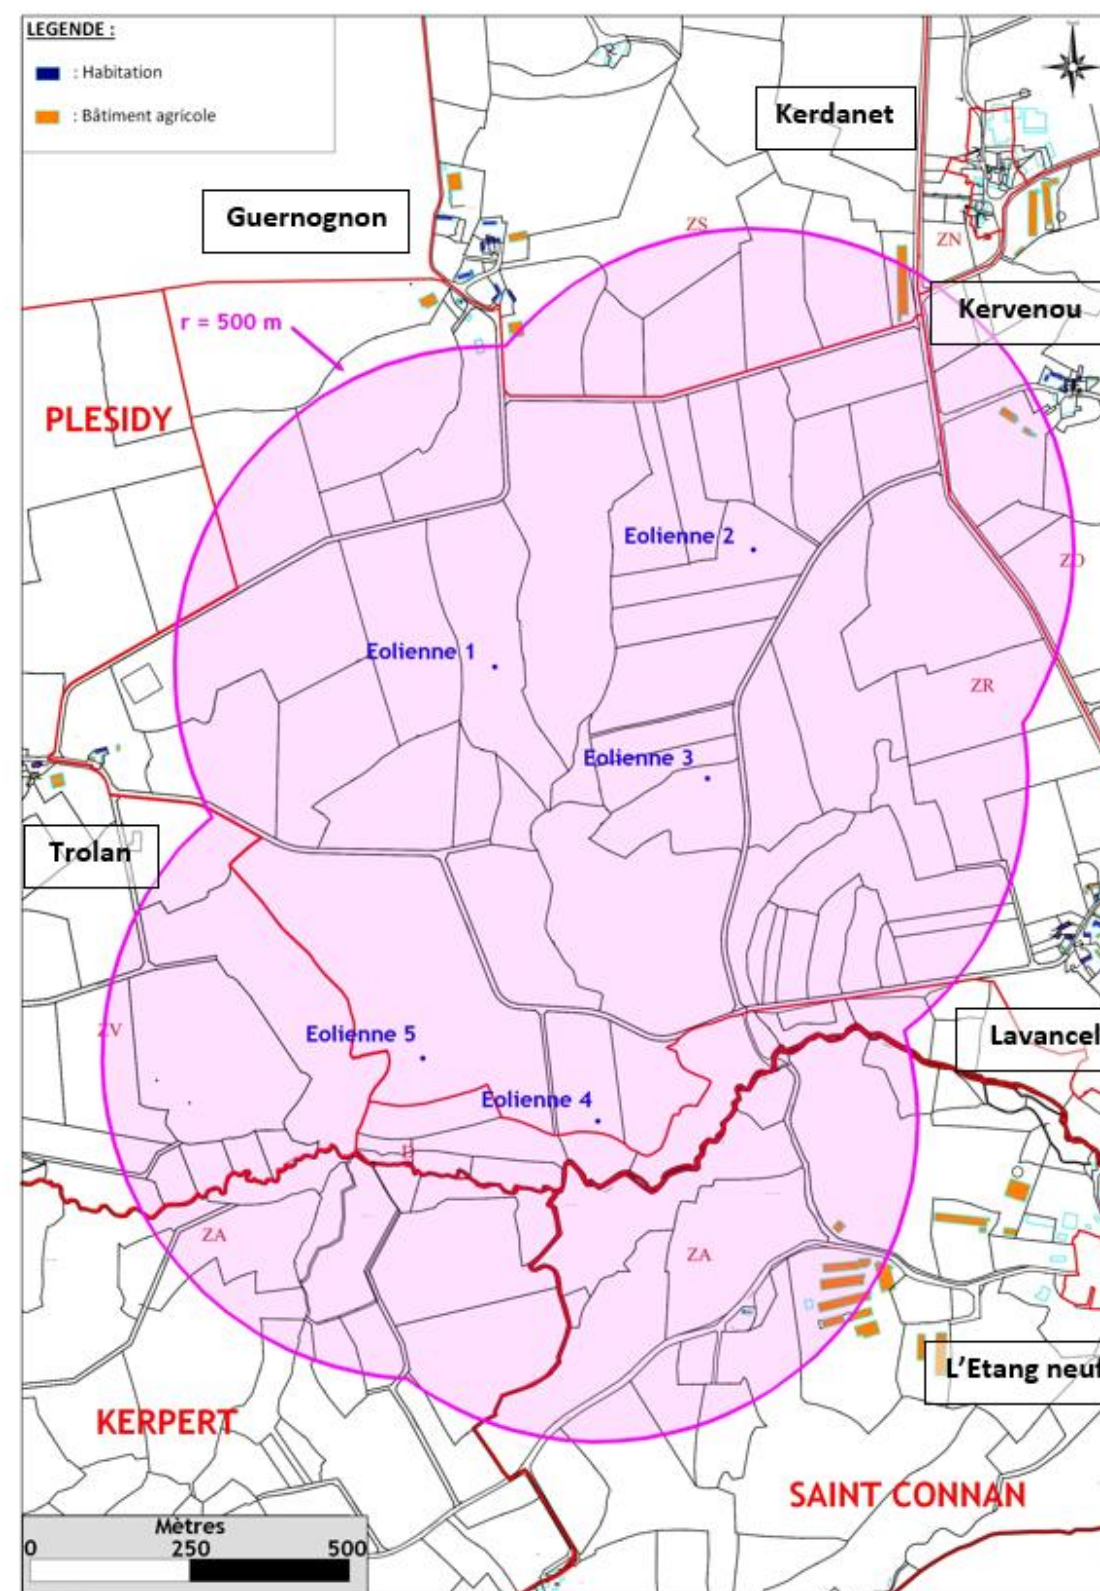 LEGENDE :
: Habitation
: Bâtiment agricole
Kerdanet
Guernognon
ZS
ZN
Kervenou
r = 500 m
PLESIDY
Eolienne 2
ZO
Eolienne 1
ZR
Eolienne 3
Trolan
ZV
Eolienne 5
Lavancel
Eolienne 4
D
ZA
ZA
L'Etang neuf
KERPERT
SAINT CONNAN
Mètres
0 250 500